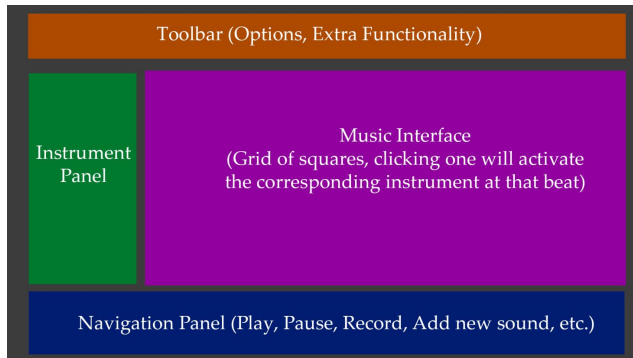 Toolbar (Options, Extra Functionality)
Instrument
Panel
Music Interface
(Grid of squares, clicking one will activate
the corresponding instrument at that beat)
Navigation Panel (Play, Pause, Record, Add new sound, etc.)